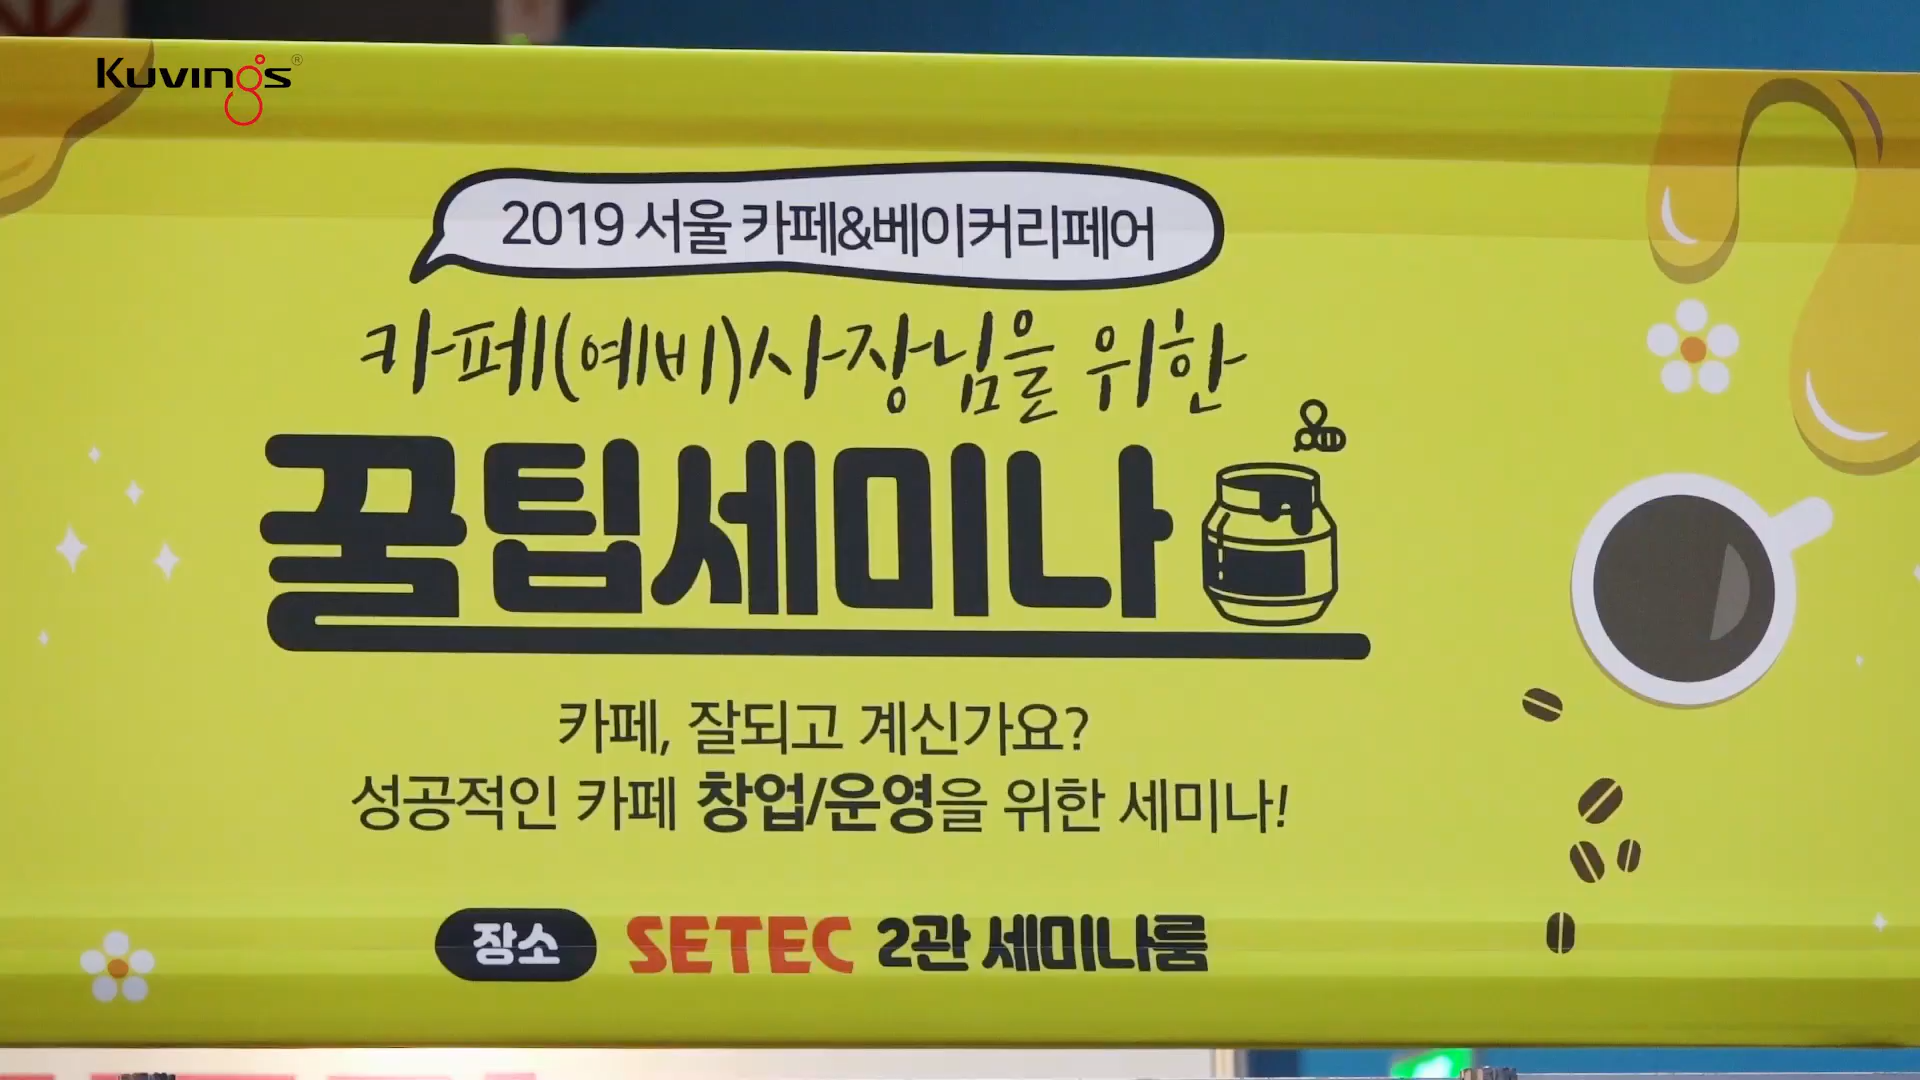 Kuvings®
2019 서울 카페&베이커리페어
카페(예비)사장님을 위한
꿀팁세미나
카페, 잘되고 계신가요?
성공적인 카페 창업/운영을 위한 세미나!
장소 SETEC 2관 세미나룸